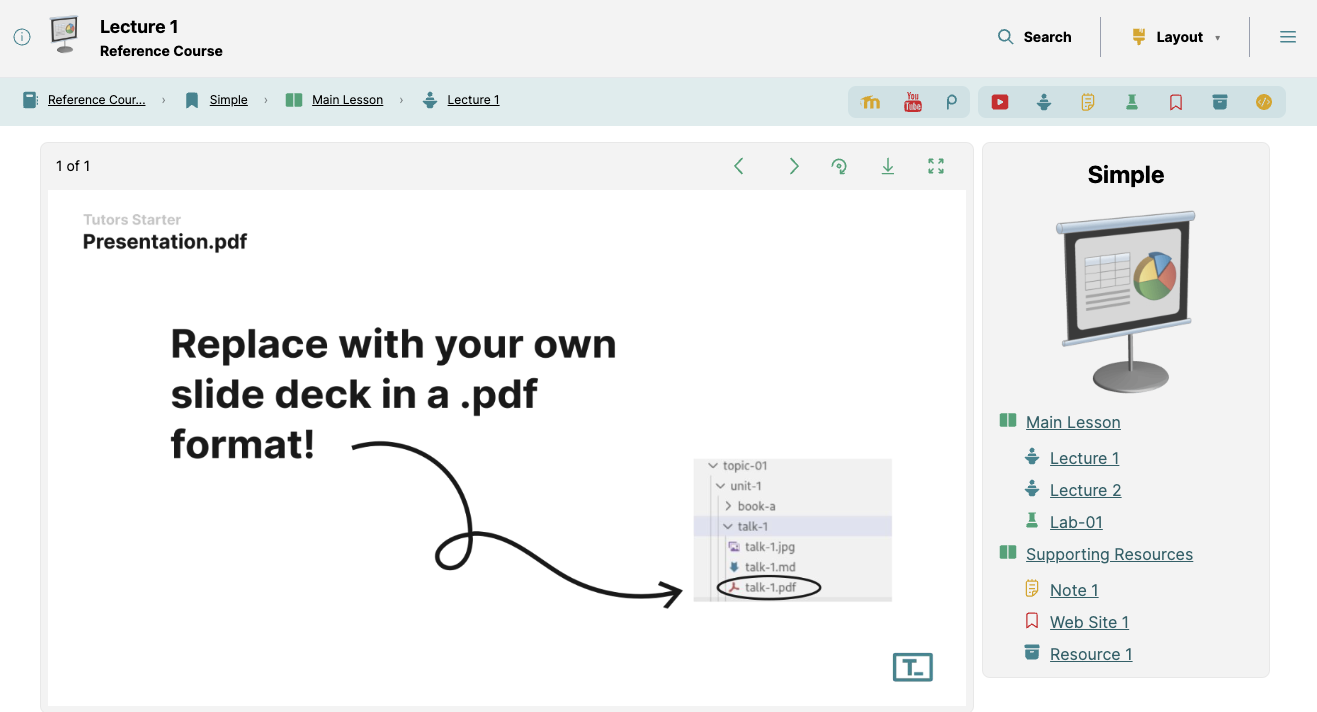 Lecture 1
Reference Course
Search
Layout
Reference Cour...
Simple
Main Lesson
Lecture 1
You
Tube
1 of 1
Tutors Starter
Presentation.pdf
Replace with your own
slide deck in a .pdf
format!
topic-01
unit-1
book-a
talk-1
talk-1.jpg
talk-1.md
talk-1.pdf
T_
Simple
Main Lesson
Lecture 1
Lecture 2
Lab-01
Supporting Resources
Note 1
Web Site 1
Resource 1